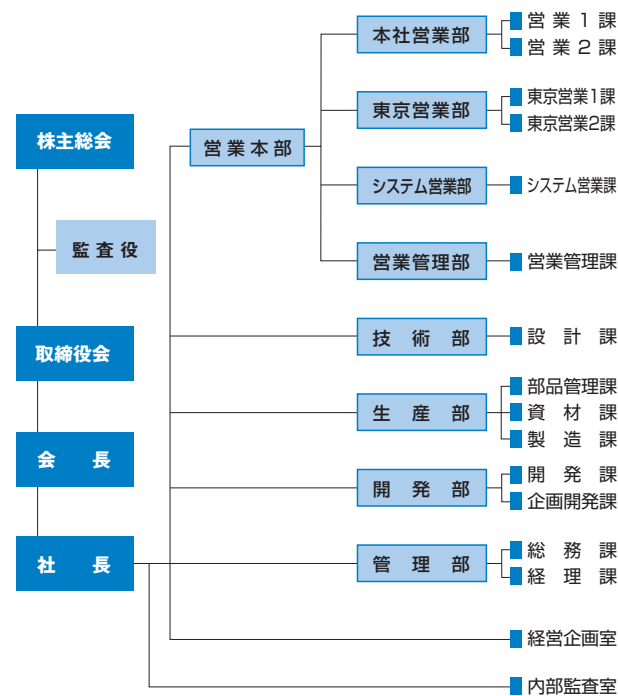 株主総会
監査役
取締役会
会長
社長
営業本部
本社営業部
営業1課
営業2課
東京営業部
東京営業1課
東京営業2課
システム営業部
システム営業課
営業管理部
営業管理課
技術部
設計課
生産部
部品管理課
資材課
製造課
開発部
開発課
企画開発課
管理部
総務課
経理課
経営企画室
内部監査室